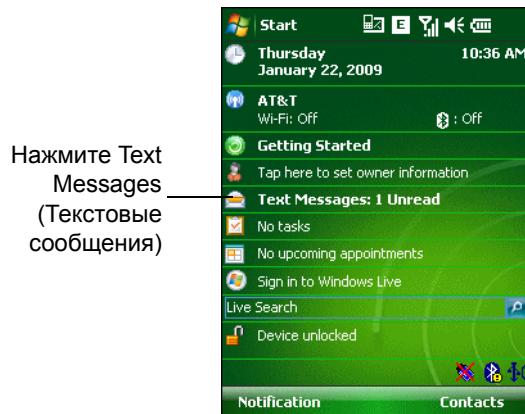 Start
E
Thursday 10:36 AM
January 22, 2009
AT&T
Wi-Fi: Off : Off
Getting Started
Tap here to set owner information
Text Messages: 1 Unread
No tasks
No upcoming appointments
Sign in to Windows Live
Live Search
Device unlocked
Notification Contacts
Нажмите Text
Messages
(Текстовые
сообщения)